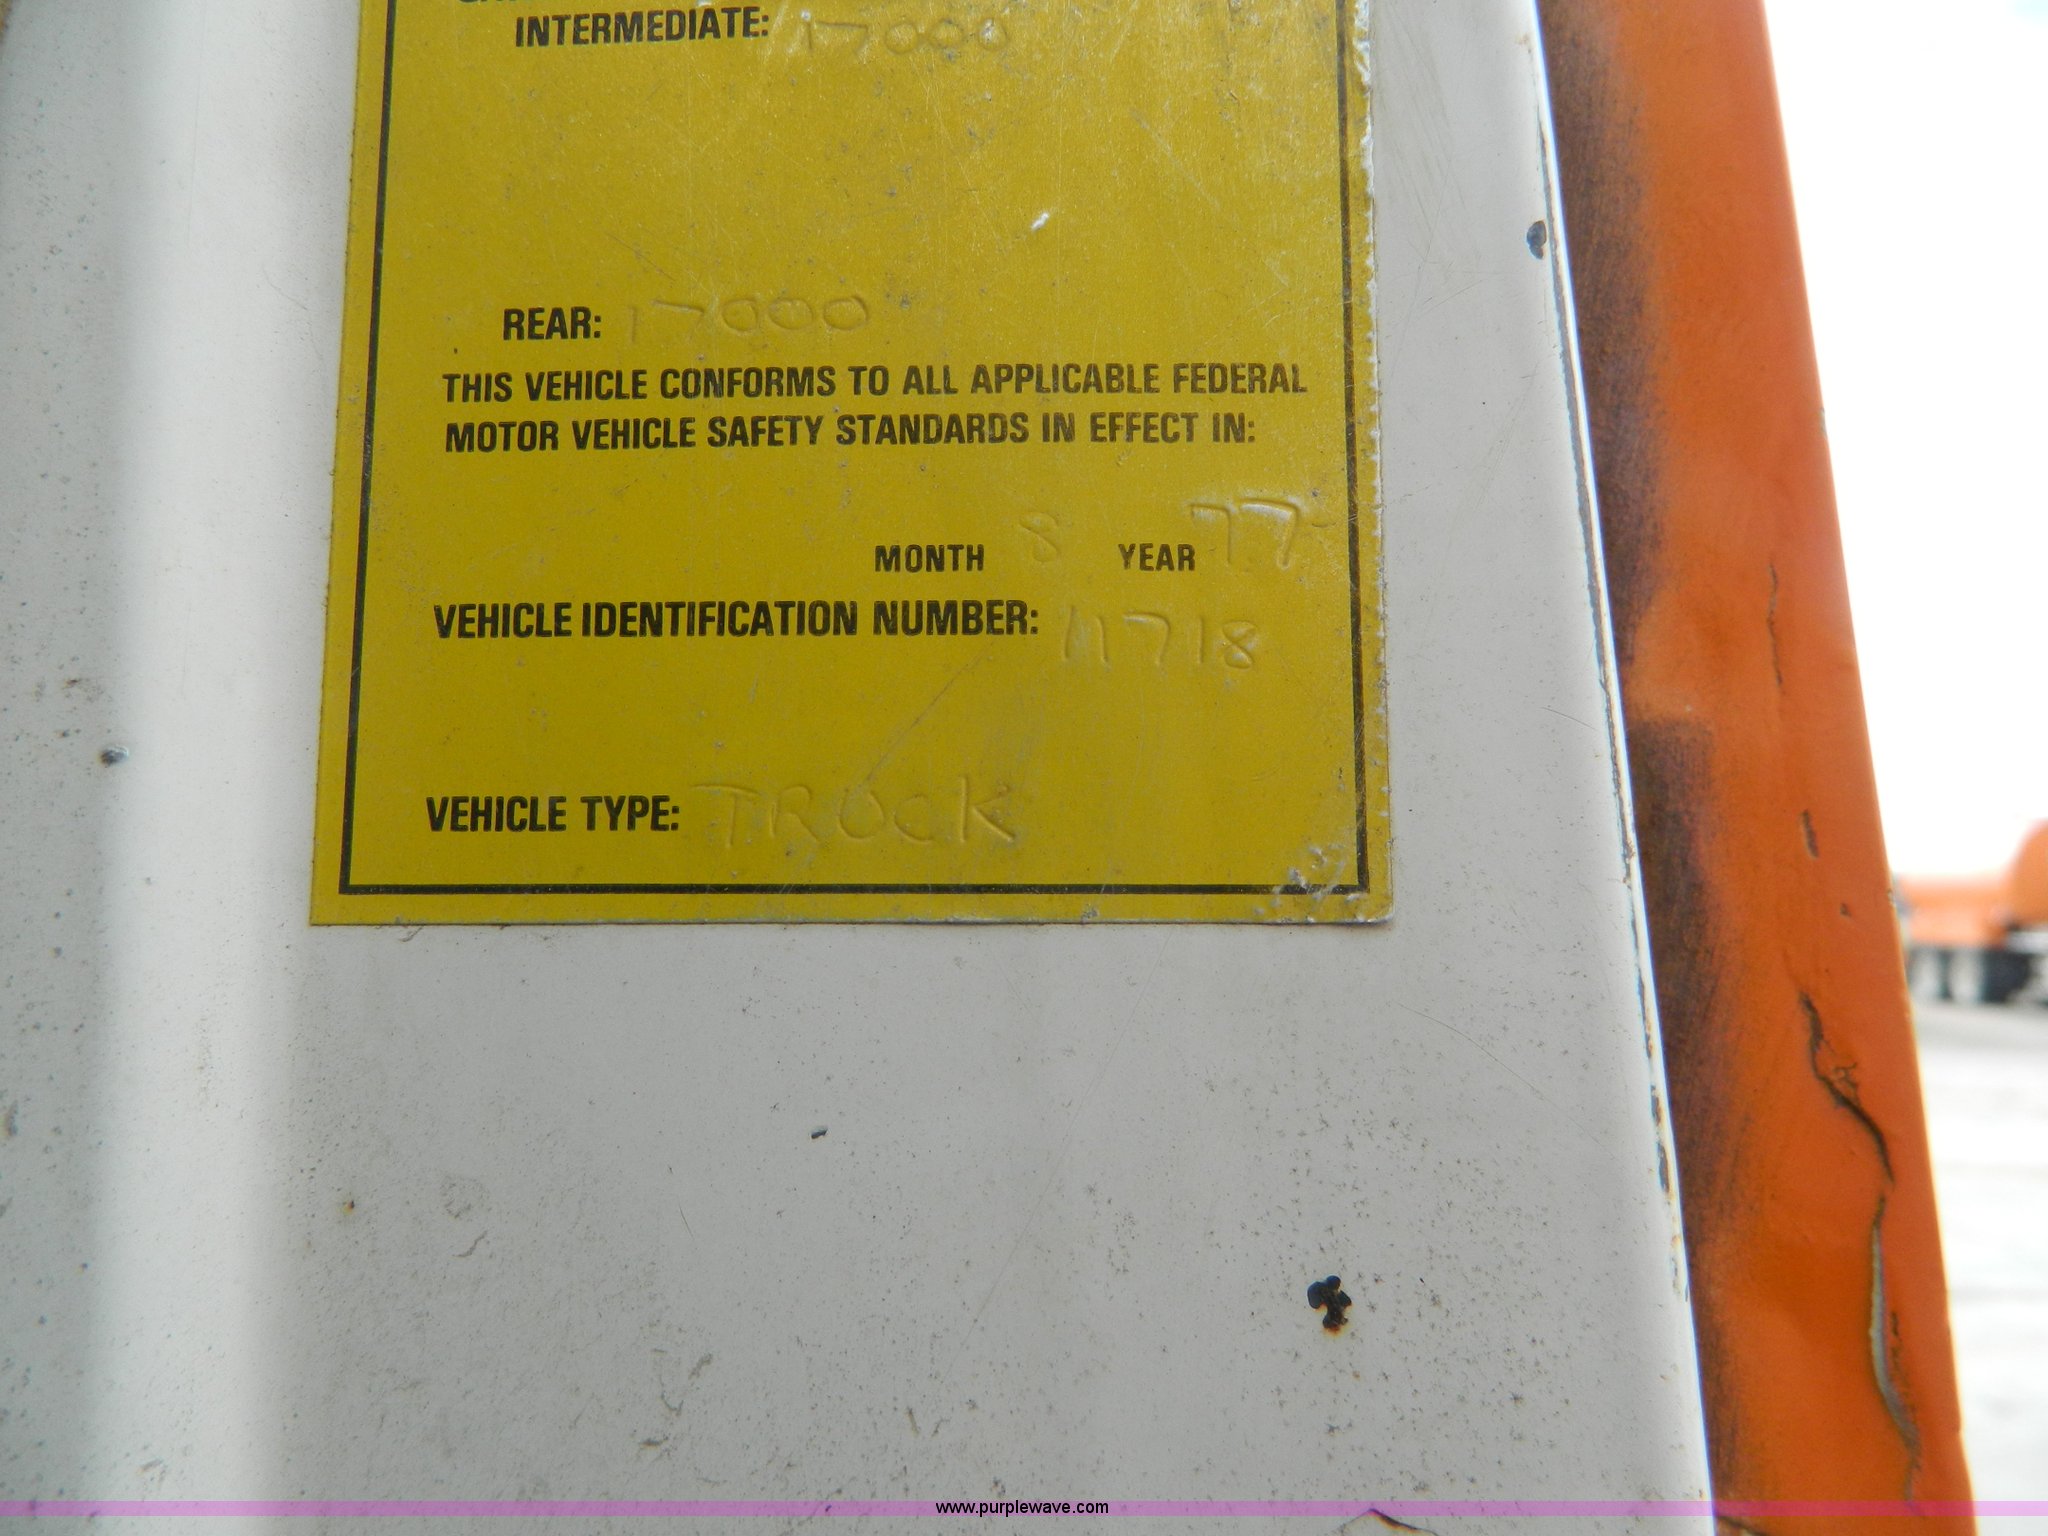 INTERMEDIATE: 17000
REAR: 17000
THIS VEHICLE CONFORMS TO ALL APPLICABLE FEDERAL
MOTOR VEHICLE SAFETY STANDARDS IN EFFECT IN:
MONTH 8 YEAR 77
VEHICLE IDENTIFICATION NUMBER: 11718
VEHICLE TYPE: TRUCK
www.purplewave.com